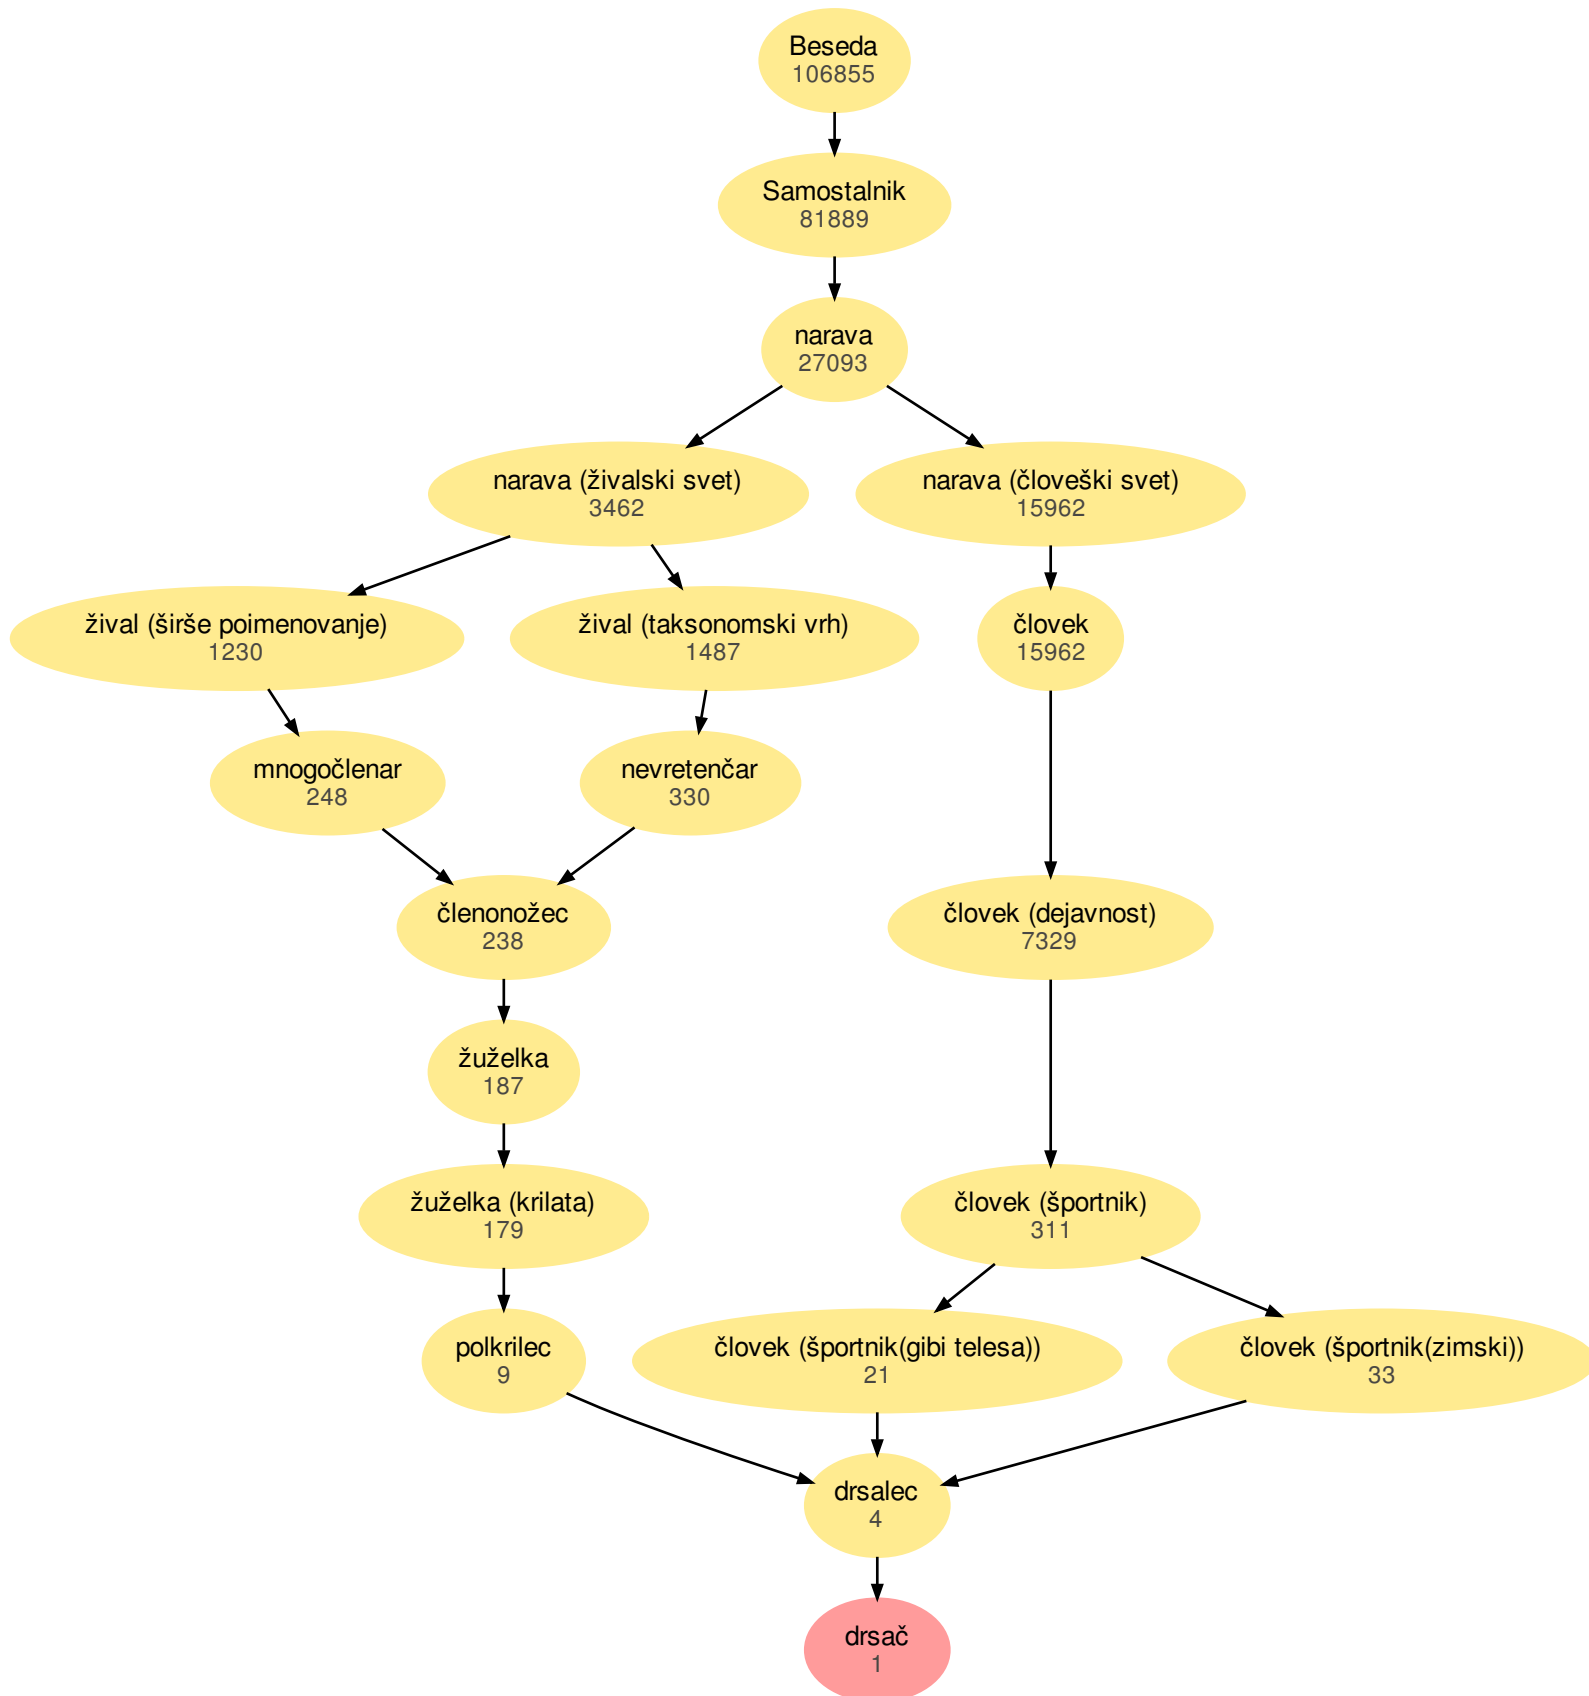 Beseda
106855
Samostalnik
81889
narava
27093
narava (živalski svet)
3462
narava (človeški svet)
15962
žival (širše poimenovanje)
1230
žival (taksonomski vrh)
1487
človek
15962
mnogočlenar
248
nevretenčar
330
členonožec
238
človek (dejavnost)
7329
žuželka
187
žuželka (krilata)
179
človek (športnik)
311
polkrilec
9
človek (športnik(gibi telesa))
21
človek (športnik(zimski))
33
drsalec
4
drsač
1